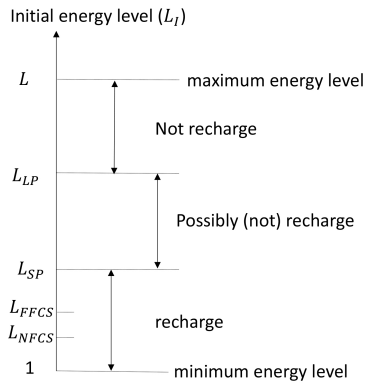 Initial energy level (L_I)
L maximum energy level
Not recharge
L_LP
Possibly (not) recharge
L_SP
L_FFCS
recharge
L_NFCS
1 minimum energy level